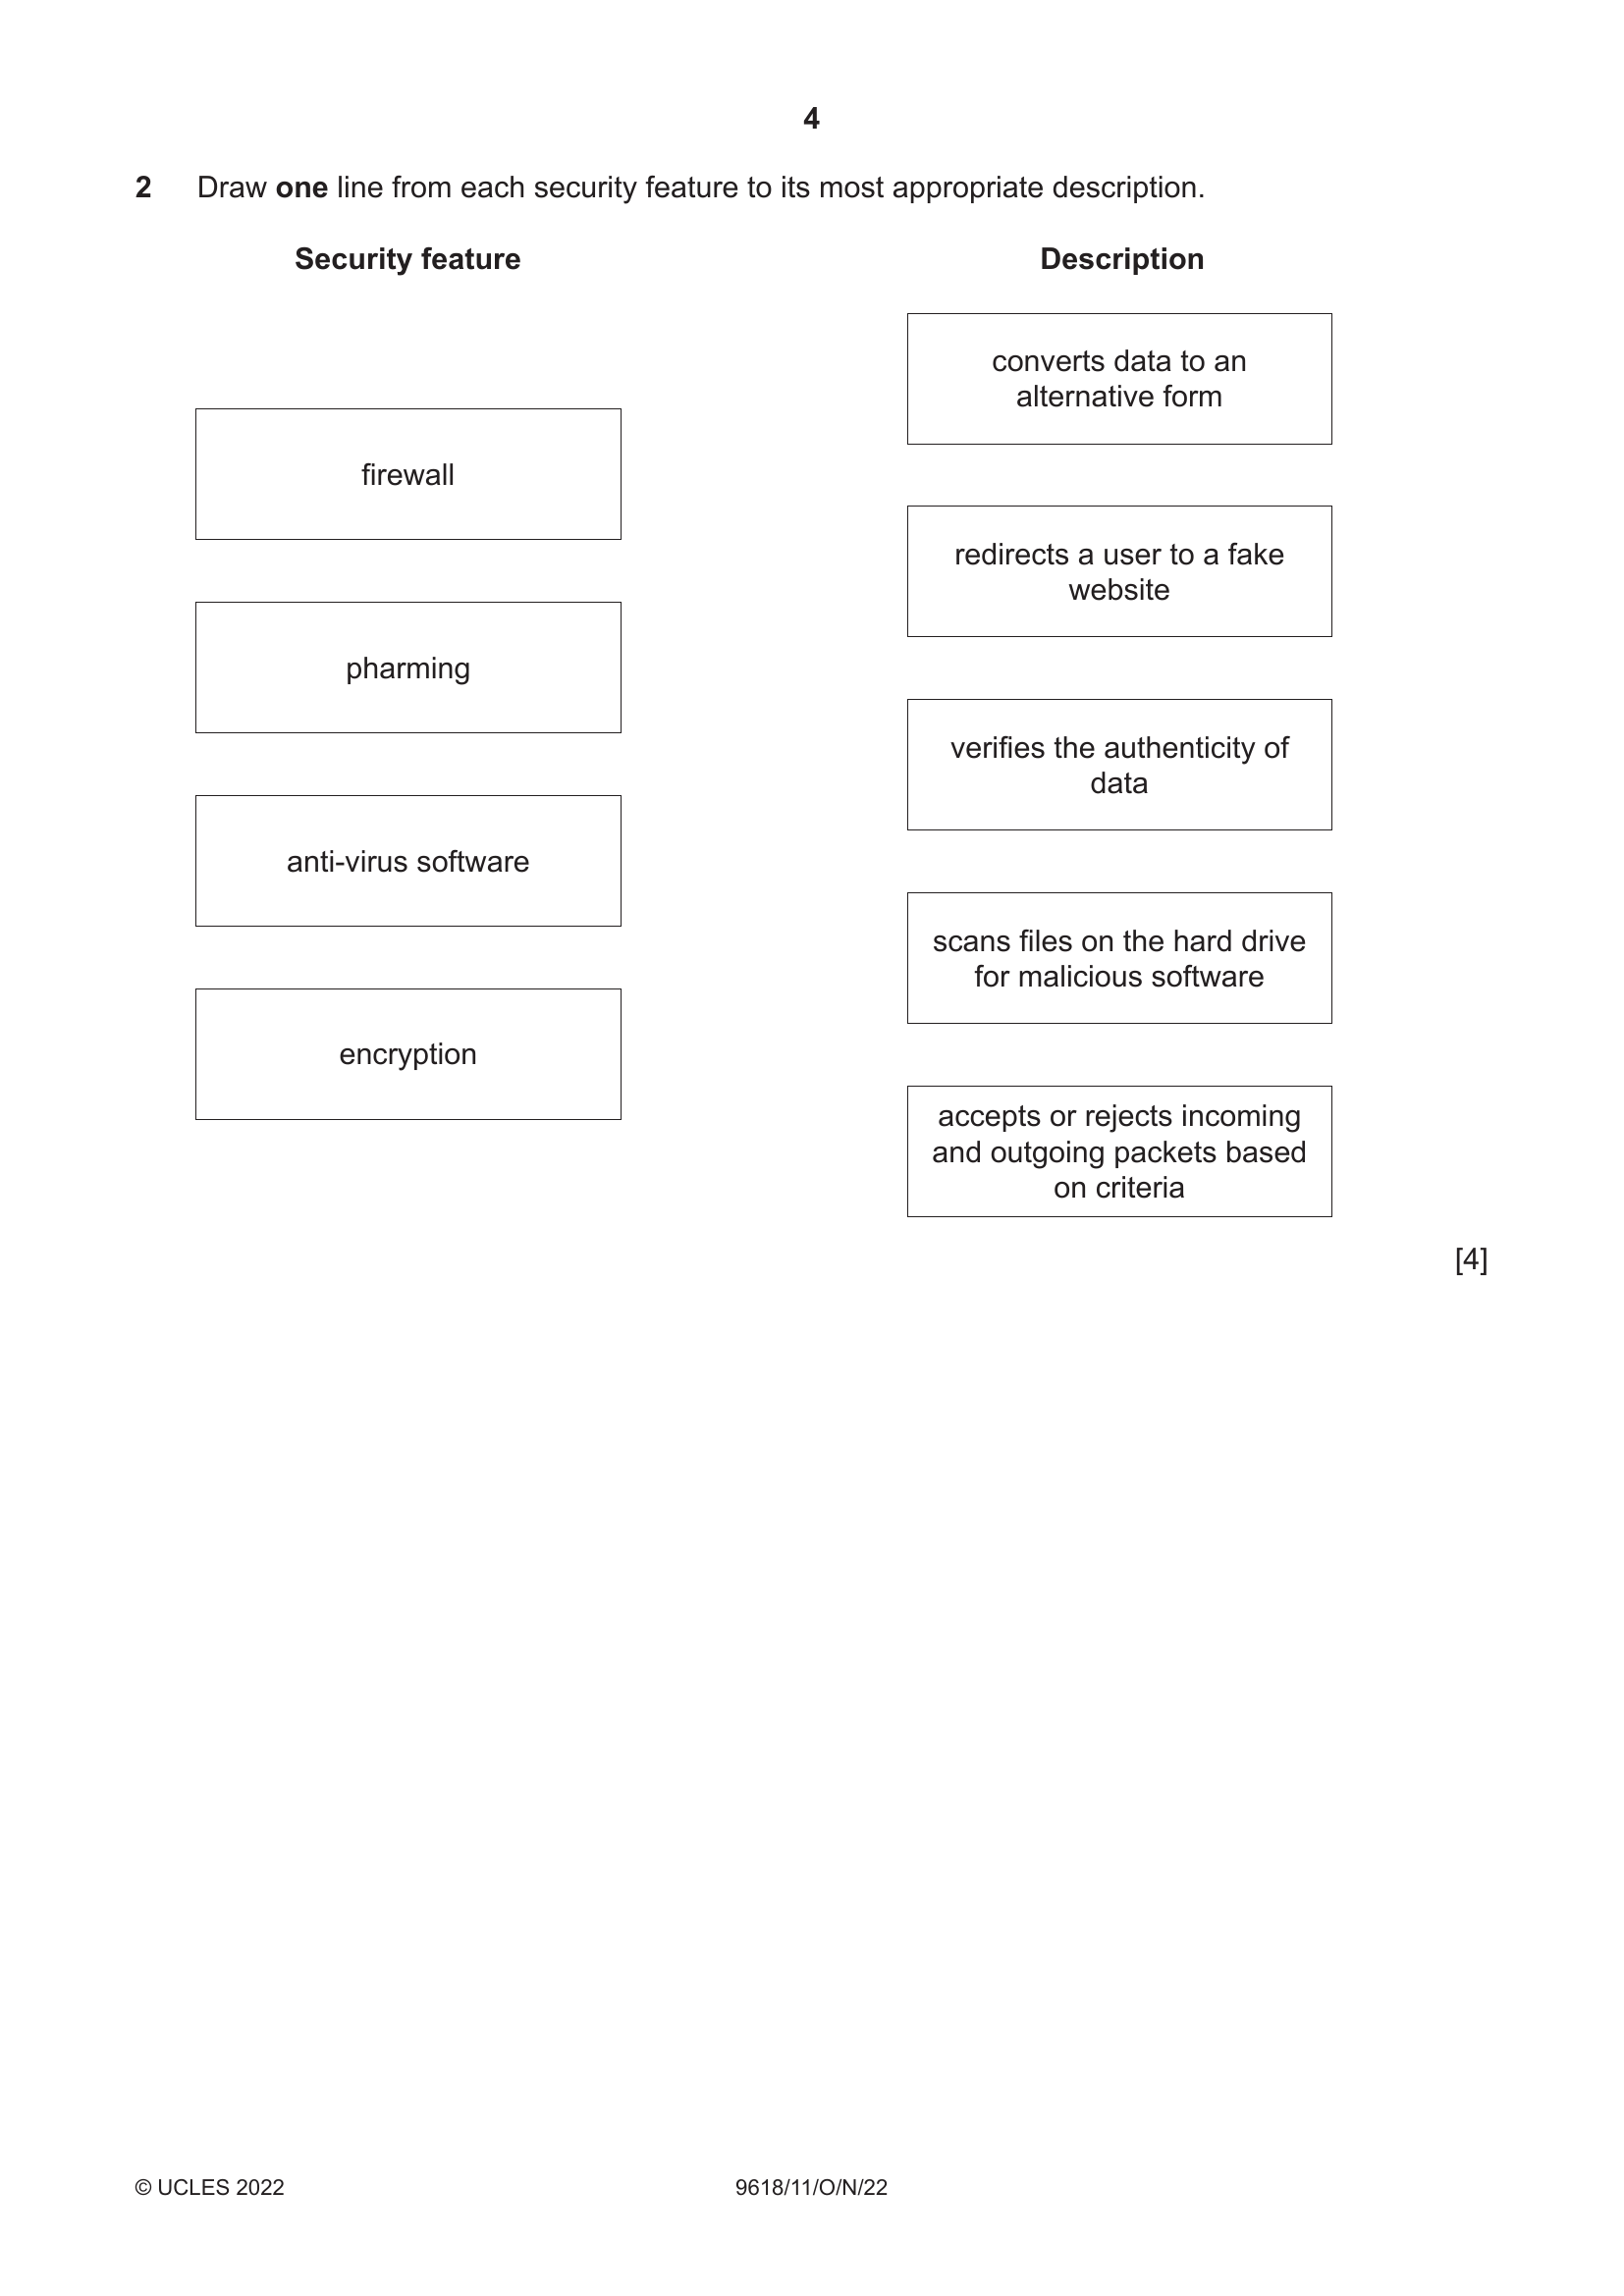 4
2 Draw one line from each security feature to its most appropriate description.
Security feature
Description
converts data to an
alternative form
firewall
redirects a user to a fake
website
pharming
verifies the authenticity of
data
anti-virus software
scans files on the hard drive
for malicious software
encryption
accepts or rejects incoming
and outgoing packets based
on criteria
[4]
© UCLES 2022
9618/11/O/N/22